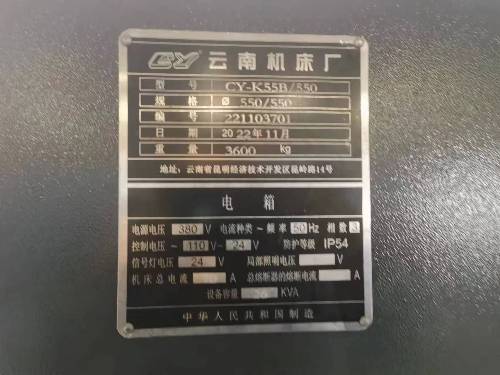 CY 云南机床厂
型号 CY-K55B/550
规格 Ø 550/550
编号 221103701
日期 2022年11月
重量 3600 kg
地址: 云南省昆明经济技术开发区昆岭路14号
电箱
电源电压 380 V 电流种类~频率 50 Hz 相数 3
控制电压~ 110 - 24 V 防护等级 IP54
信号灯电压 24 V 局部照明电压 V
机床总电流 A 总熔断器的熔断电流 A
设备容量 26 KVA
中华人民共和国制造